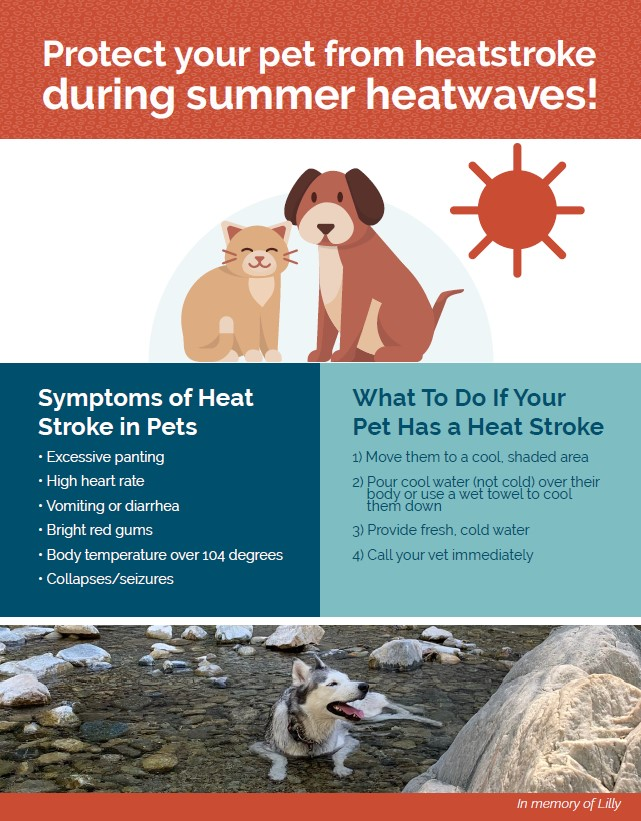 Protect your pet from heatstroke
during summer heatwaves!
Symptoms of Heat
Stroke in Pets
• Excessive panting
• High heart rate
• Vomiting or diarrhea
• Bright red gums
• Body temperature over 104 degrees
• Collapses/seizures
What To Do If Your
Pet Has a Heat Stroke
1) Move them to a cool, shaded area
2) Pour cool water (not cold) over their
body or use a wet towel to cool
them down
3) Provide fresh, cold water
4) Call your vet immediately
In memory of Lilly